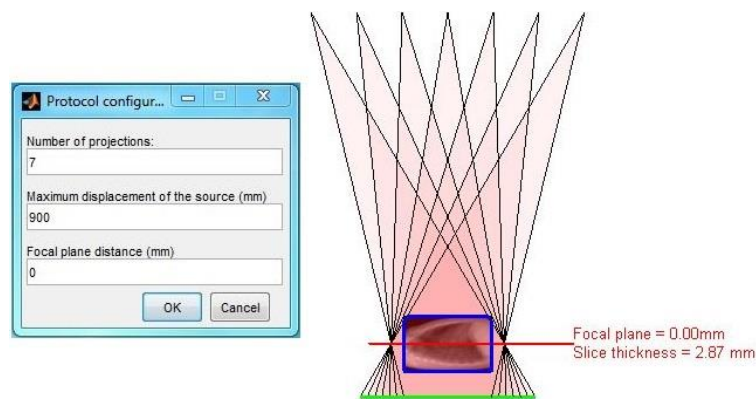 Protocol configur...
Number of projections:
7
Maximum displacement of the source (mm)
900
Focal plane distance (mm)
0
OK
Cancel
Focal plane = 0.00mm
Slice thickness = 2.87 mm